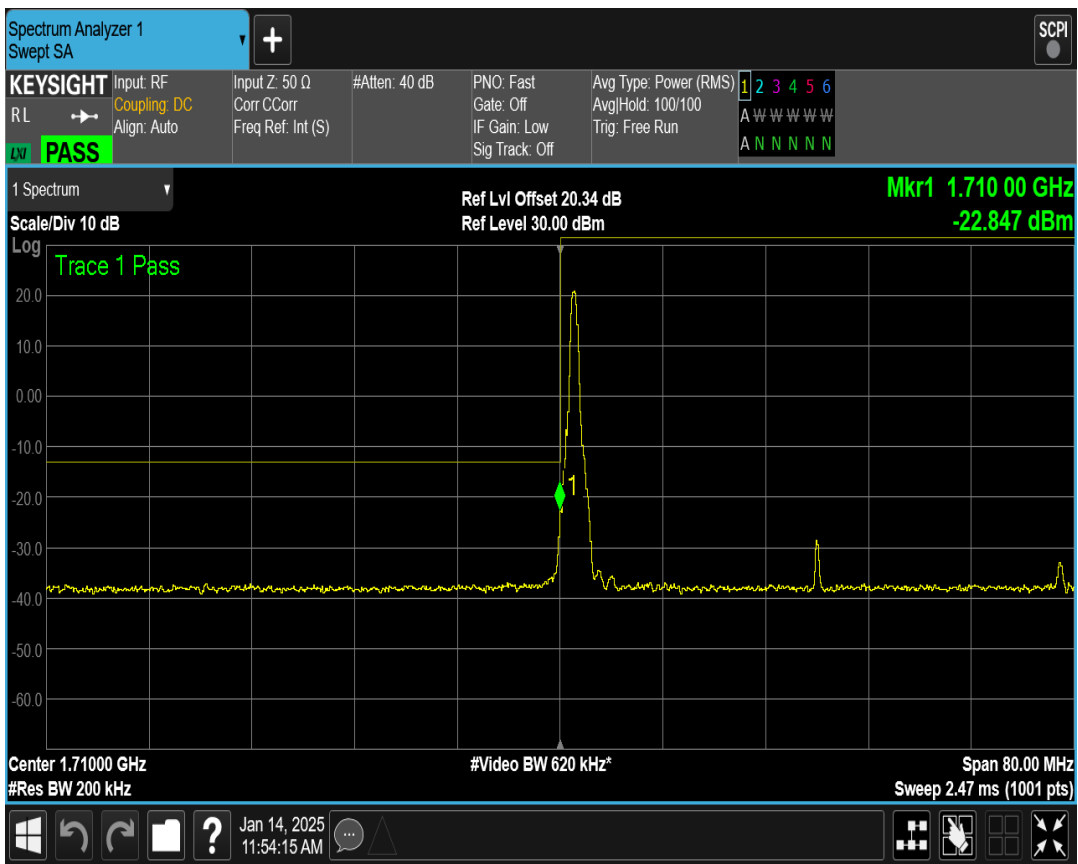 Spectrum Analyzer 1
Swept SA
+
SCPI
KEYSIGHT
R L
LXI
PASS
Input: RF
Coupling: DC
Align: Auto
Input Z: 50 Ω
Corr CCorr
Freq Ref: Int (S)
#Atten: 40 dB
PNO: Fast
Gate: Off
IF Gain: Low
Sig Track: Off
Avg Type: Power (RMS)
Avg|Hold: 100/100
Trig: Free Run
1 2 3 4 5 6
A W W W W W
A N N N N N
1 Spectrum
Scale/Div 10 dB
Ref Lvl Offset 20.34 dB
Ref Level 30.00 dBm
Mkr1 1.710 00 GHz
-22.847 dBm
Log
Trace 1 Pass
20.0
10.0
0.00
-10.0
-20.0
-30.0
-40.0
-50.0
-60.0
1
Center 1.71000 GHz
#Res BW 200 kHz
#Video BW 620 kHz*
Span 80.00 MHz
Sweep 2.47 ms (1001 pts)
?
Jan 14, 2025
11:54:15 AM